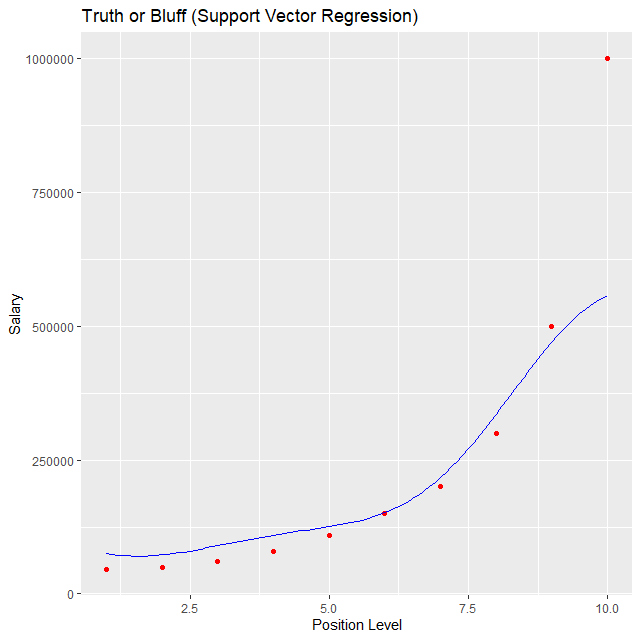 Truth or Bluff (Support Vector Regression)
1000000
750000
500000
250000
0
Salary
2.5 5.0 7.5 10.0
Position Level